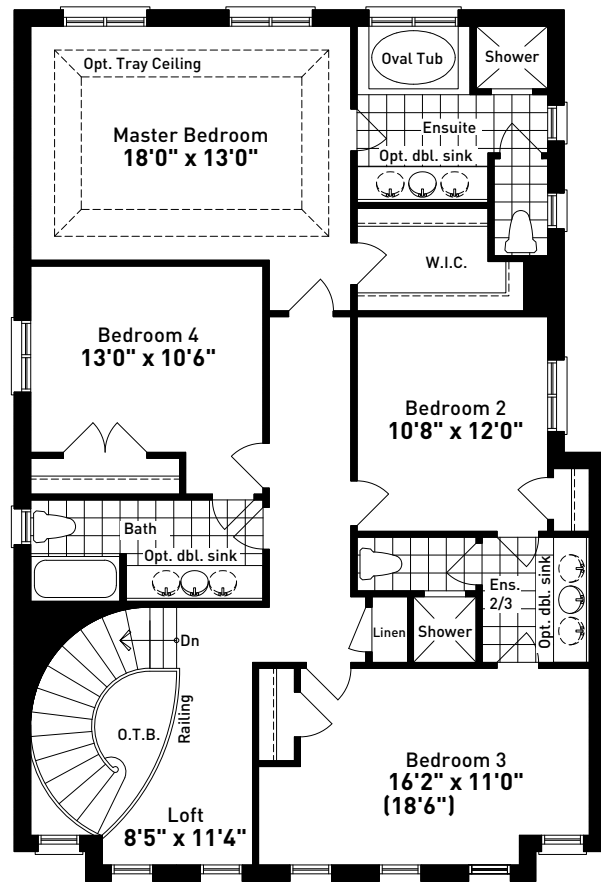 Opt. Tray Ceiling
Master Bedroom
18'0" x 13'0"
Oval Tub
Shower
Ensuite
Opt. dbl. sink
W.I.C.
Bedroom 4
13'0" x 10'6"
Bedroom 2
10'8" x 12'0"
Bath
Opt. dbl. sink
Ens.
2/3
Opt. dbl. sink
Linen
Shower
Dn
Railing
O.T.B.
Loft
8'5" x 11'4"
Bedroom 3
16'2" x 11'0"
(18'6")